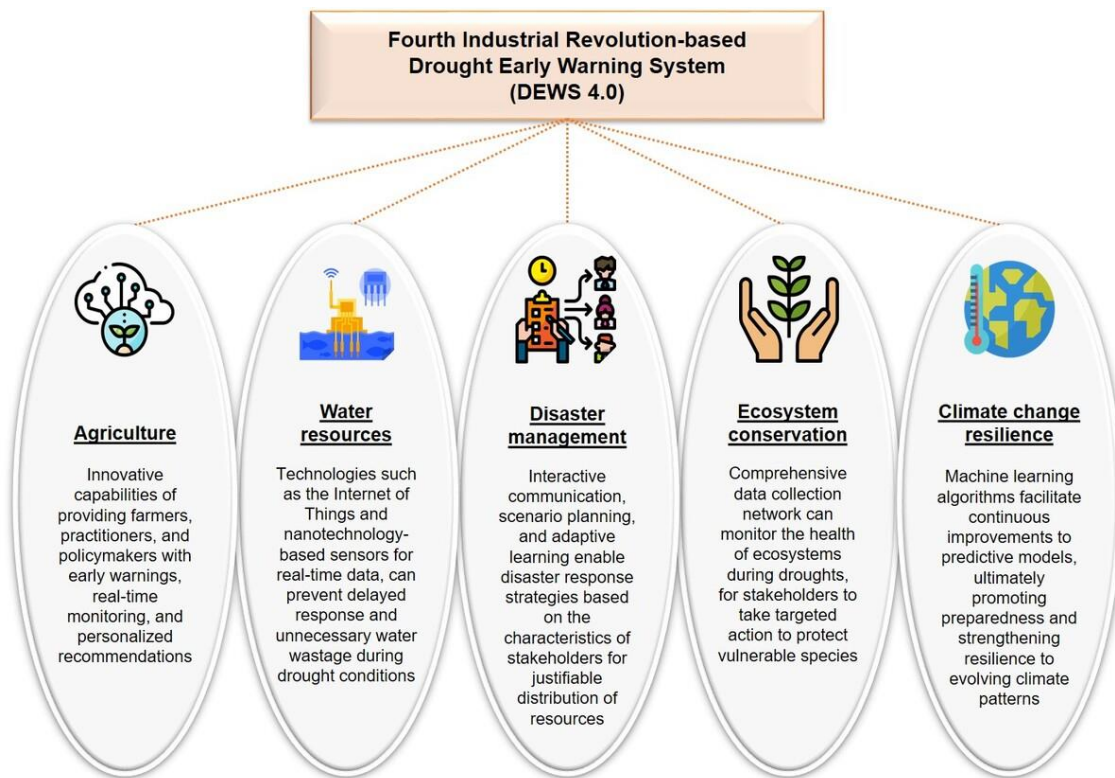 Fourth Industrial Revolution-based
Drought Early Warning System
(DEWS 4.0)
Agriculture
Innovative
capabilities of
providing farmers,
practitioners, and
policymakers with
early warnings,
real-time
monitoring, and
personalized
recommendations
Water
resources
Technologies such
as the Internet of
Things and
nanotechnology-
based sensors for
real-time data, can
prevent delayed
response and
unnecessary water
wastage during
drought conditions
Disaster
management
Interactive
communication,
scenario planning,
and adaptive
learning enable
disaster response
strategies based on
the characteristics of
stakeholders for
justifiable
distribution of
resources
Ecosystem
conservation
Comprehensive
data collection
network can
monitor the health
of ecosystems
during droughts,
for stakeholders to
take targeted
action to protect
vulnerable species
Climate change
resilience
Machine learning
algorithms facilitate
continuous
improvements to
predictive models,
ultimately
promoting
preparedness and
strengthening
resilience to
evolving climate
patterns